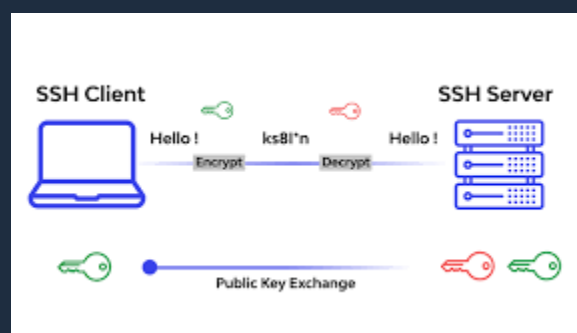 SSH Client
SSH Server
Hello !
ks8l*n
Hello !
Encrypt
Decrypt
Public Key Exchange